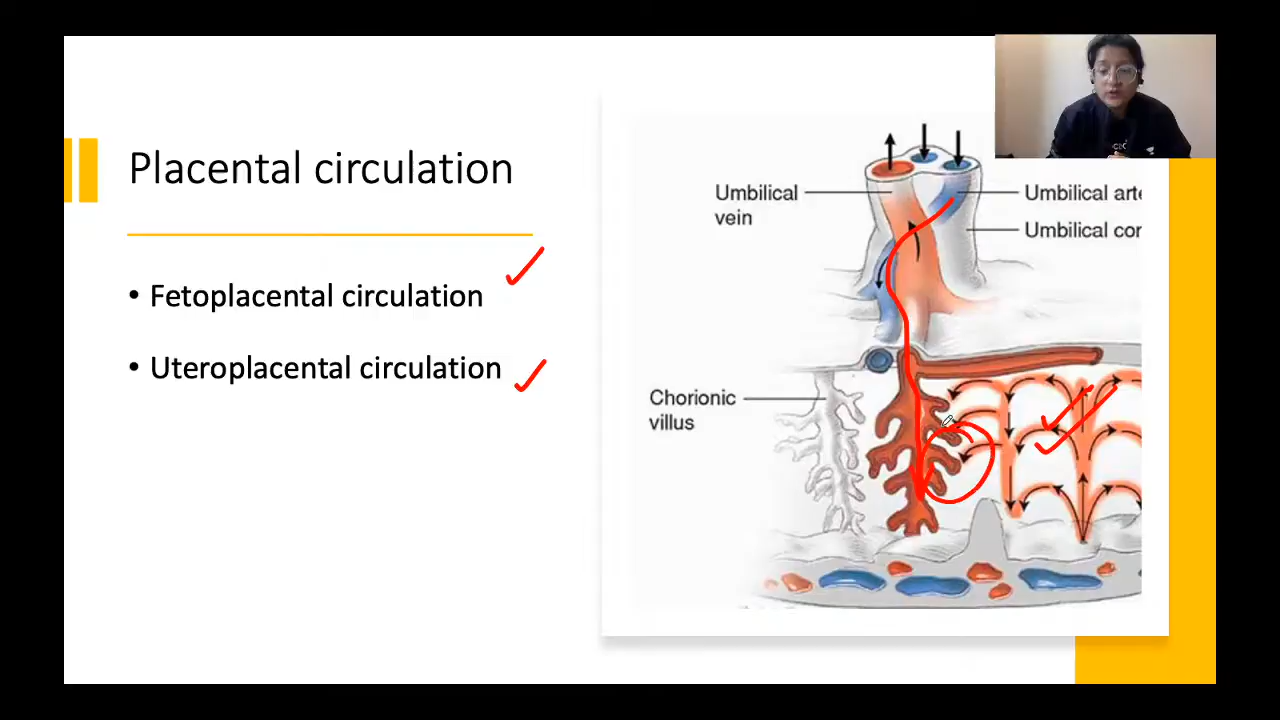 Placental circulation
• Fetoplacental circulation
• Uteroplacental circulation
Umbilical
vein
Umbilical arte
Umbilical cor
Chorionic
villus